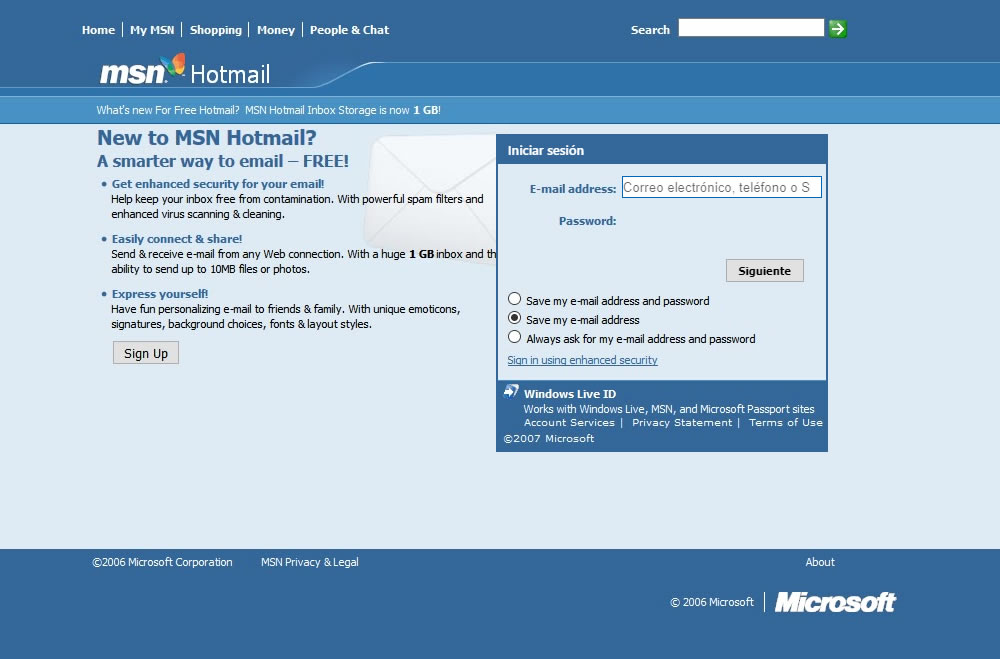 Home | My MSN | Shopping | Money | People & Chat
Search
msn Hotmail
What's new For Free Hotmail? MSN Hotmail Inbox Storage is now 1 GB!
New to MSN Hotmail?
A smarter way to email – FREE!
• Get enhanced security for your email!
Help keep your inbox free from contamination. With powerful spam filters and
enhanced virus scanning & cleaning.
• Easily connect & share!
Send & receive e-mail from any Web connection. With a huge 1 GB inbox and th
ability to send up to 10MB files or photos.
• Express yourself!
Have fun personalizing e-mail to friends & family. With unique emoticons,
signatures, background choices, fonts & layout styles.
Sign Up
Iniciar sesión
E-mail address: Correo electrónico, teléfono o S
Password:
Siguiente
Save my e-mail address and password
Save my e-mail address
Always ask for my e-mail address and password
Sign in using enhanced security
Windows Live ID
Works with Windows Live, MSN, and Microsoft Passport sites
Account Services | Privacy Statement | Terms of Use
©2007 Microsoft
©2006 Microsoft Corporation MSN Privacy & Legal About
© 2006 Microsoft | Microsoft